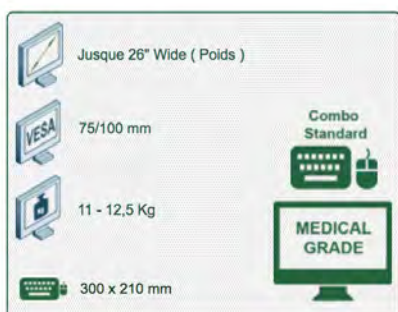 Jusque 26" Wide ( Poids )
VESA
75/100 mm
Combo
Standard
11 - 12,5 Kg
MEDICAL
GRADE
300 x 210 mm